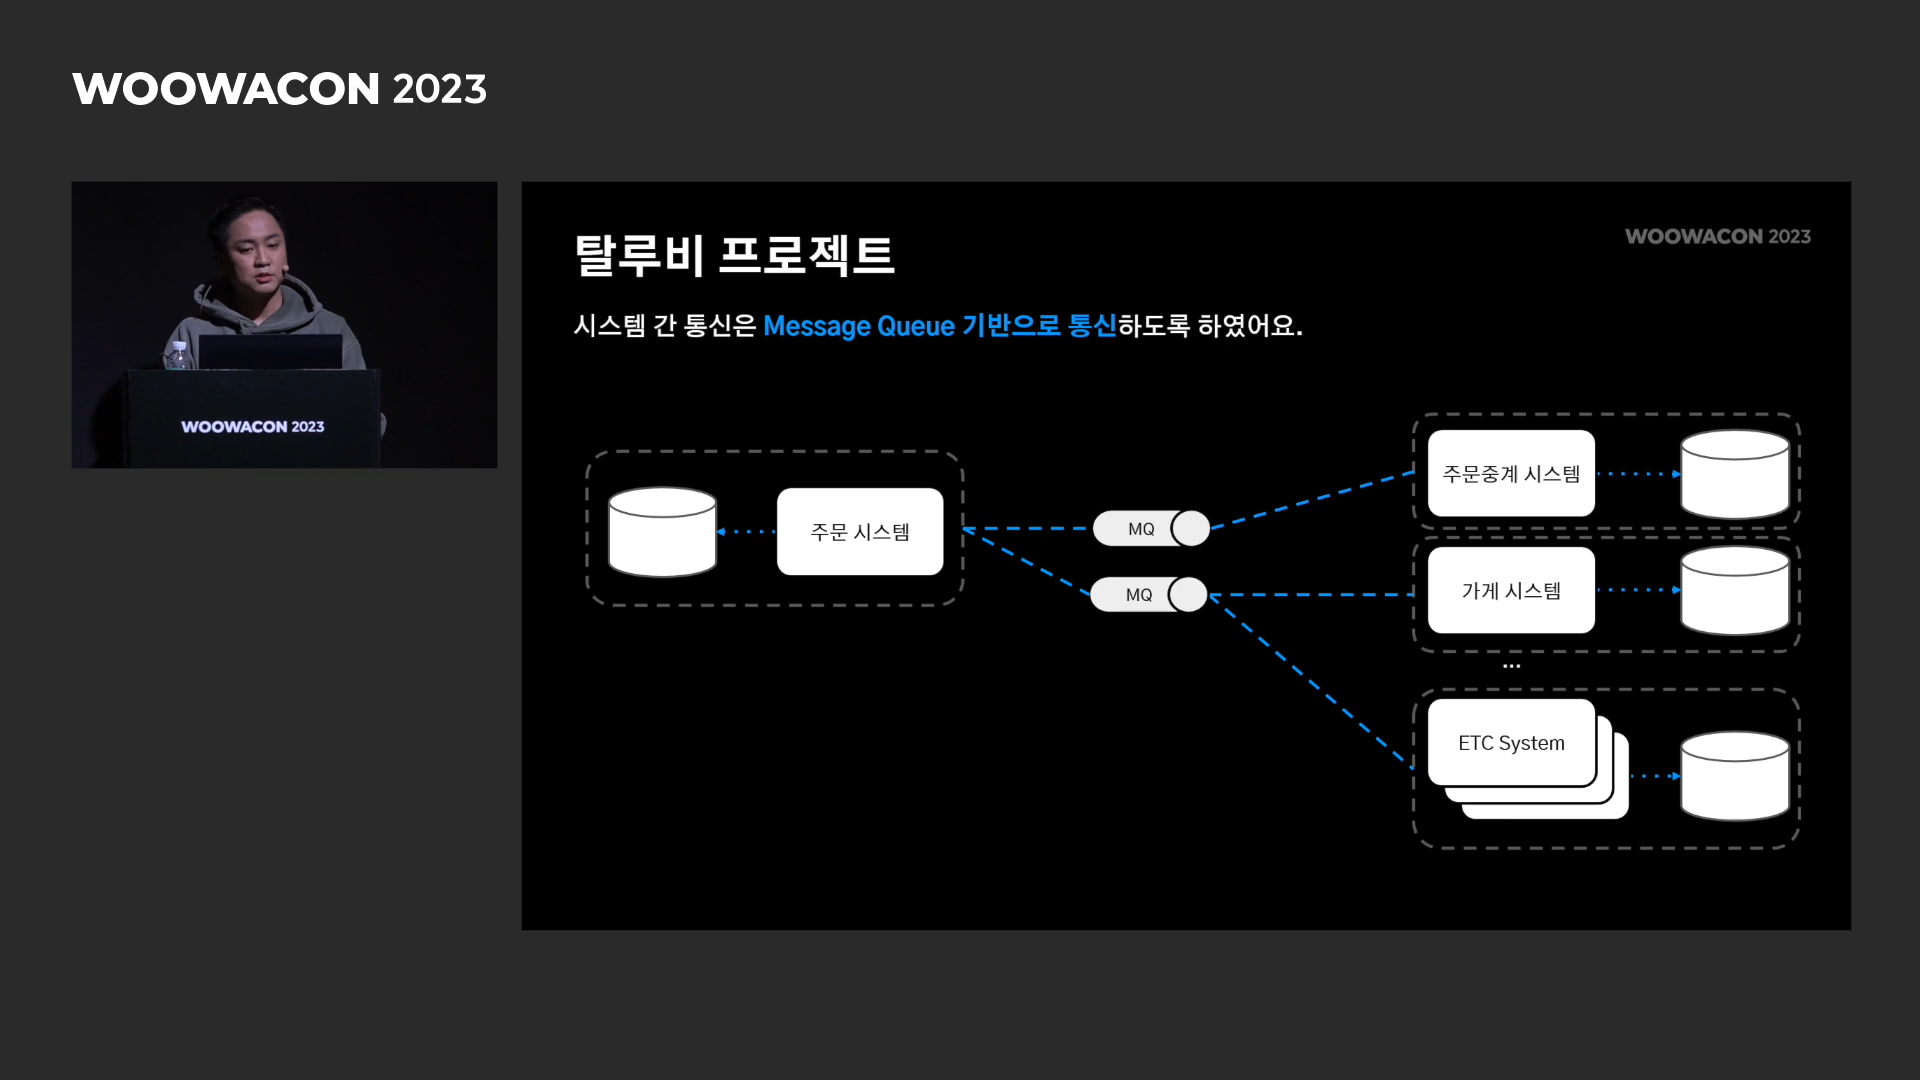 WOOWACON 2023
WOOWACON 2023
탈루비 프로젝트
WOOWACON 2023
시스템 간 통신은 Message Queue 기반으로 통신하도록 하였어요.
주문 시스템
MQ
MQ
주문중계 시스템
가게 시스템
...
ETC System